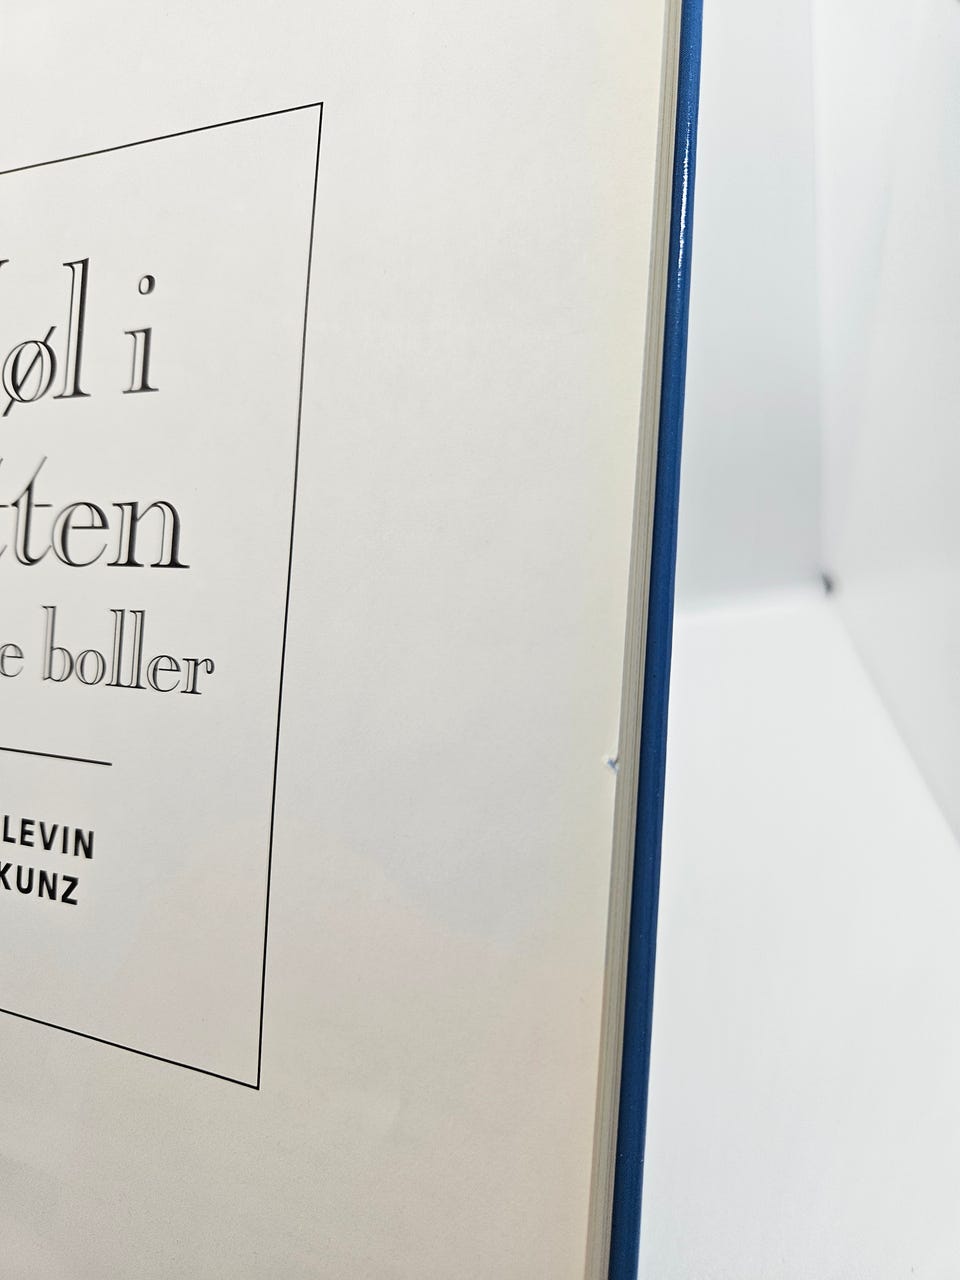 øl i
tten
e boller
LEVIN
KUNZ